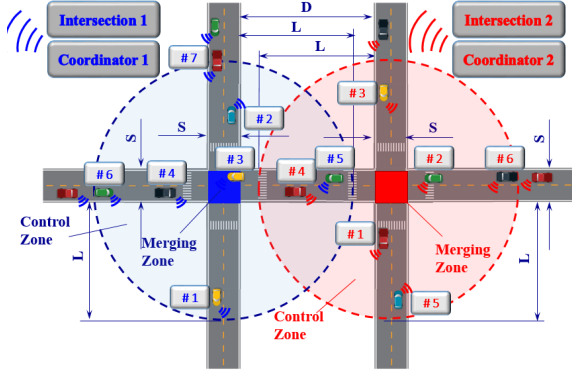 Intersection 1
Coordinator 1
D
L
L
Intersection 2
Coordinator 2
#7
#2
#3
S
S
S
S
#6
#4
#3
#4
#5
#2
#6
Control
Zone
Merging
Zone
#1
Merging
Zone
L
L
#1
Control
Zone
#5